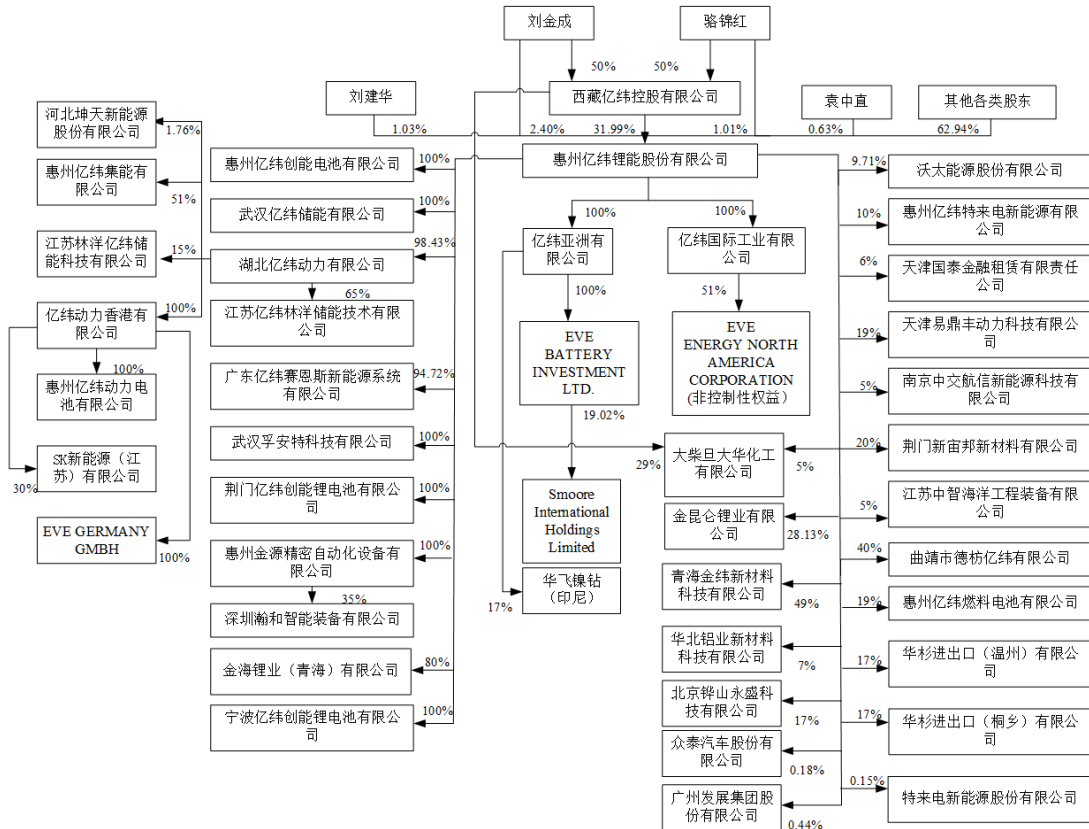 刘金成
骆锦红
50%
50%
刘建华
西藏亿纬控股有限公司
袁中直
其他各类股东
1.03%
2.40%
31.99%
1.01%
0.63%
62.94%
惠州亿纬锂能股份有限公司
河北坤天新能源
股份有限公司
1.76%
惠州亿纬集能有
限公司
51%
江苏林洋亿纬储
能科技有限公司
15%
亿纬动力香港有
限公司
100%
100%
惠州亿纬动力电
池有限公司
SK新能源（江
苏）有限公司
30%
EVE GERMANY
GMBH
100%
惠州亿纬创能电池有限公司
100%
武汉亿纬储能有限公司
100%
湖北亿纬动力有限公司
98.43%
65%
江苏亿纬林洋储能技术有限公
司
广东亿纬赛恩斯新能源系统有
限公司
94.72%
武汉孚安特科技有限公司
100%
荆门亿纬创能锂电池有限公
司
100%
惠州金源精密自动化设备有限
公司
100%
35%
深圳瀚和智能装备有限公司
金海锂业（青海）有限公司
80%
宁波亿纬创能锂电池有限公
司
100%
100%
100%
亿纬亚洲有
限公司
亿纬国际工业有限公
司
100%
51%
EVE
BATTERY
INVESTMENT
LTD.
EVE
ENERGY NORTH
AMERICA
CORPORATION
(非控制性权益）
19.02%
Smoore
International
Holdings
Limited
17%
华飞镍钴
（印尼）
大柴旦大华化工
有限公司
29%
5%
金昆仑锂业有限公
司
28.13%
青海金纬新材料
科技有限公司
49%
华北铝业新材料
科技有限公司
7%
北京铧山永盛科
技有限公司
17%
众泰汽车股份有
限公司
0.18%
广州发展集团股
份有限公司
0.44%
9.71%
沃太能源股份有限公司
10%
惠州亿纬特来电新能源有限公
司
6%
天津国泰金融租赁有限责任
公司
19%
天津易鼎丰动力科技有限公
司
5%
南京中交航信新能源科技有
限公司
20%
荆门新宙邦新材料有限公司
5%
江苏中智海洋工程装备有限公
司
40%
曲靖市德枋亿纬有限公司
19%
惠州亿纬燃料电池有限公司
17%
华杉进出口（温州）有限公
司
17%
华杉进出口（桐乡）有限公
司
0.15%
特来电新能源股份有限公司